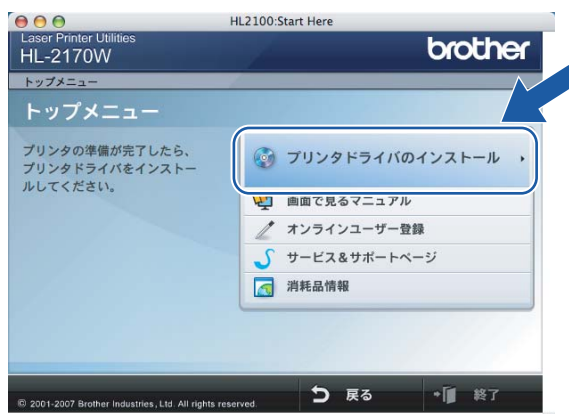 HL2100:Start Here
Laser Printer Utilities
HL-2170W
brother
トップメニュー
トップメニュー
プリンタの準備が完了したら、
プリンタドライバをインストー
ルしてください。
プリンタドライバのインストール
画面で見るマニュアル
オンラインユーザー登録
サービス&サポートページ
消耗品情報
© 2001-2007 Brother Industries, Ltd. All rights reserved.
戻る
終了